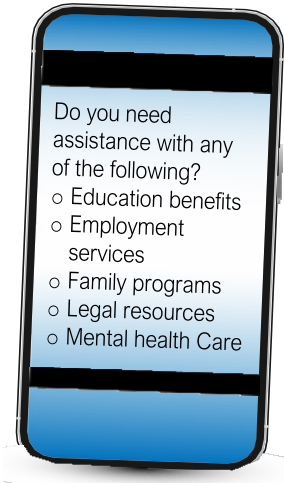 Do you need
assistance with any
of the following?
○ Education benefits
○ Employment
services
○ Family programs
○ Legal resources
○ Mental health Care